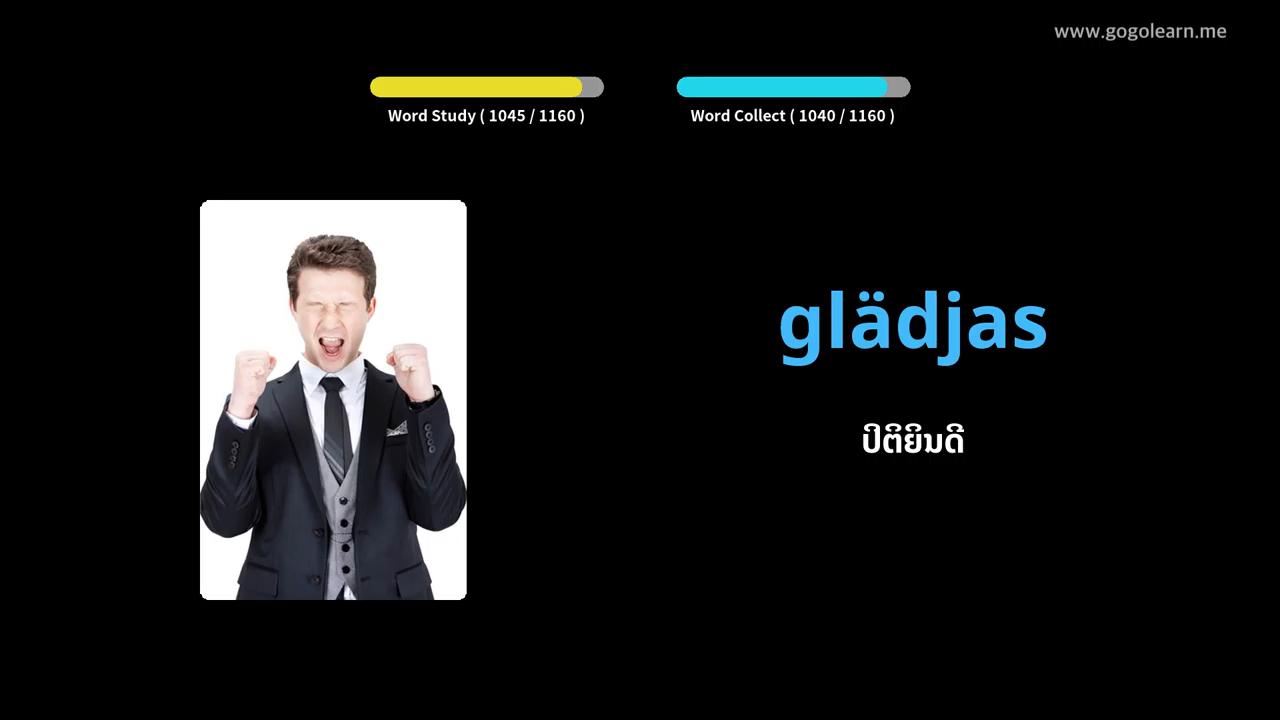 www.gogolearn.me
Word Study ( 1045 / 1160 )
Word Collect ( 1040 / 1160 )
glädjas
ປິຕິຍິນດີ